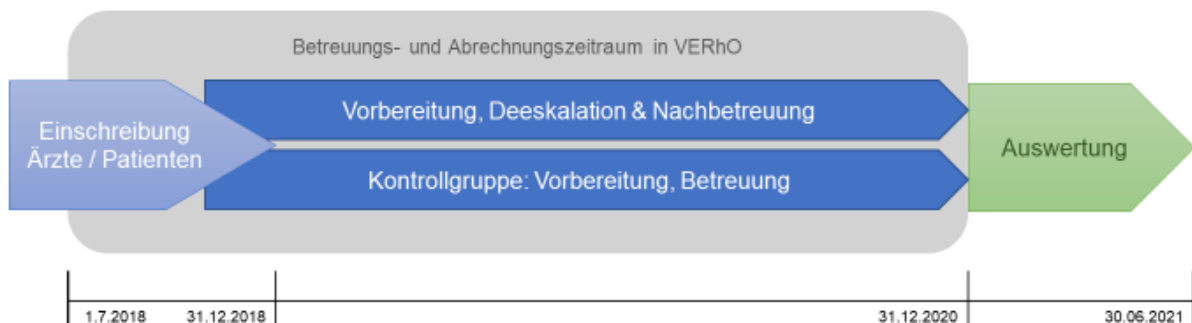 Betreuungs- und Abrechnungszeitraum in VERhO
Einschreibung
Ärzte / Patienten
Vorbereitung, Deeskalation & Nachbetreuung
Kontrollgruppe: Vorbereitung, Betreuung
Auswertung
1.7.2018 31.12.2018 31.12.2020 30.06.2021